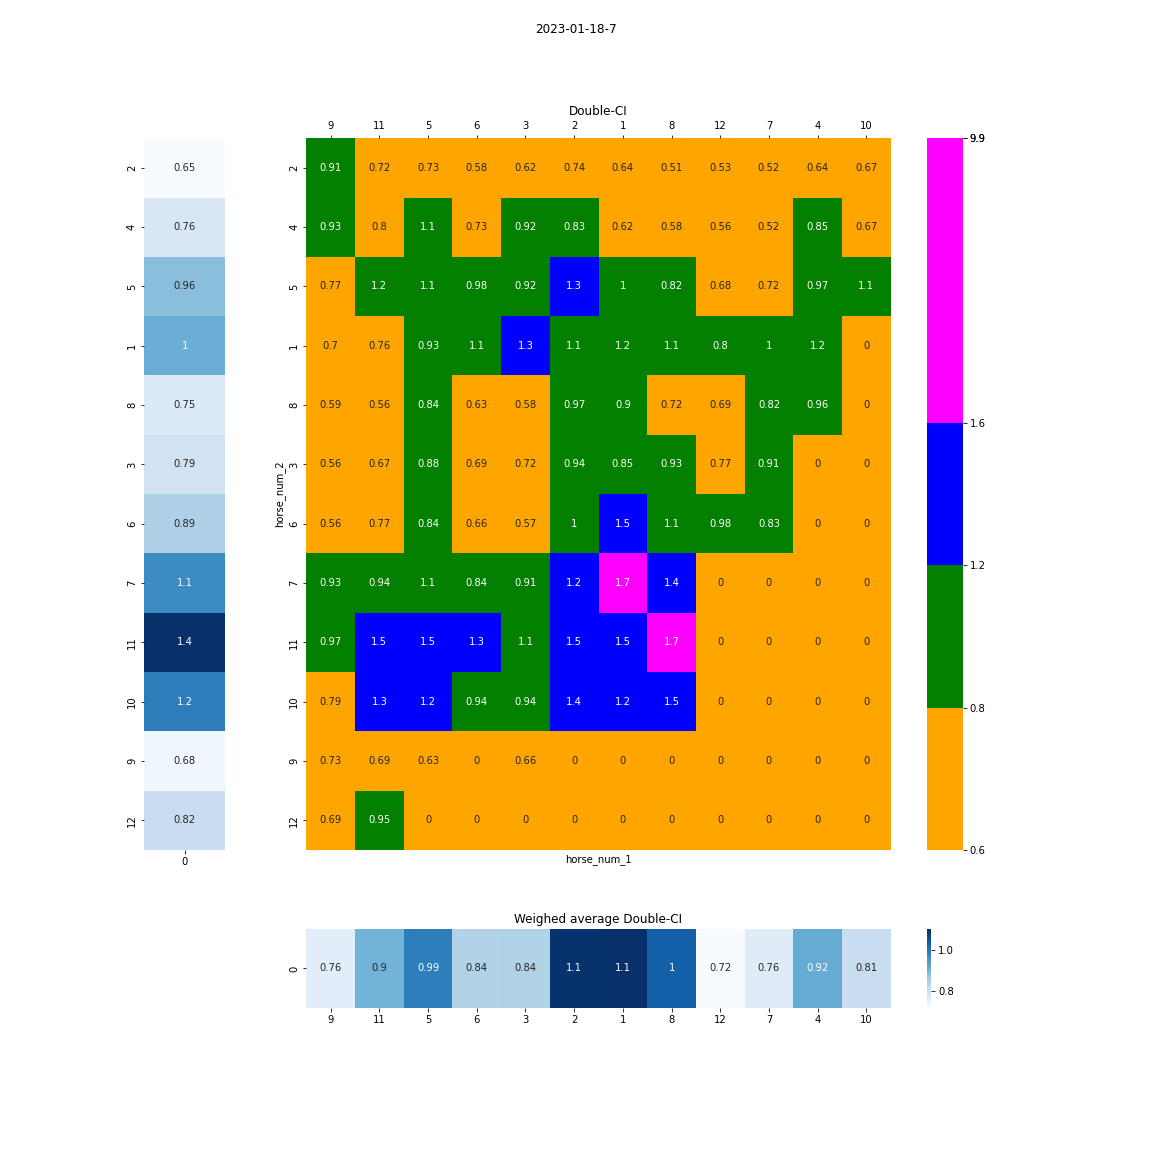 2023-01-18-7
Double-CI
9 11 5 6 3 2 1 8 12 7 4 10
2 0.65 2 0.91 0.72 0.73 0.58 0.62 0.74 0.64 0.51 0.53 0.52 0.64 0.67 9.9
4 0.76 4 0.93 0.8 1.1 0.73 0.92 0.83 0.62 0.58 0.56 0.52 0.85 0.67
5 0.96 5 0.77 1.2 1.1 0.98 0.92 1.3 1 0.82 0.68 0.72 0.97 1.1
1 1 1 0.7 0.76 0.93 1.1 1.3 1.1 1.2 1.1 0.8 1 1.2 0
8 0.75 8 0.59 0.56 0.84 0.63 0.58 0.97 0.9 0.72 0.69 0.82 0.96 0
1.6
3 0.79 3 0.56 0.67 0.88 0.69 0.72 0.94 0.85 0.93 0.77 0.91 0 0
horse_num_2
6 0.89 6 0.56 0.77 0.84 0.66 0.57 1 1.5 1.1 0.98 0.83 0 0
1.2
7 1.1 7 0.93 0.94 1.1 0.84 0.91 1.2 1.7 1.4 0 0 0 0
11 1.4 11 0.97 1.5 1.5 1.3 1.1 1.5 1.5 1.7 0 0 0 0
10 1.2 10 0.79 1.3 1.2 0.94 0.94 1.4 1.2 1.5 0 0 0 0
0.8
9 0.68 9 0.73 0.69 0.63 0 0.66 0 0 0 0 0 0 0
12 0.82 12 0.69 0.95 0 0 0 0 0 0 0 0 0 0
0.6
0 horse_num_1
Weighed average Double-CI
1.0
0 0.76 0.9 0.99 0.84 0.84 1.1 1.1 1 0.72 0.76 0.92 0.81
0.8
9 11 5 6 3 2 1 8 12 7 4 10